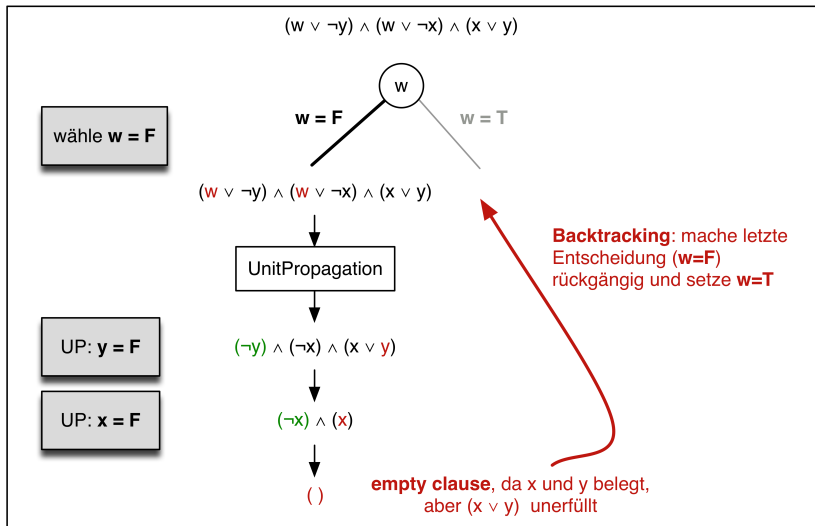 (w ∨ ¬y) ∧ (w ∨ ¬x) ∧ (x ∨ y)
w
w = F
w = T
wähle w = F
(w ∨ ¬y) ∧ (w ∨ ¬x) ∧ (x ∨ y)
Backtracking: mache letzte
Entscheidung (w=F)
rückgängig und setze w=T
UnitPropagation
UP: y = F
(¬y) ∧ (¬x) ∧ (x ∨ y)
UP: x = F
(¬x) ∧ (x)
( )
empty clause, da x und y belegt,
aber (x ∨ y) unerfüllt